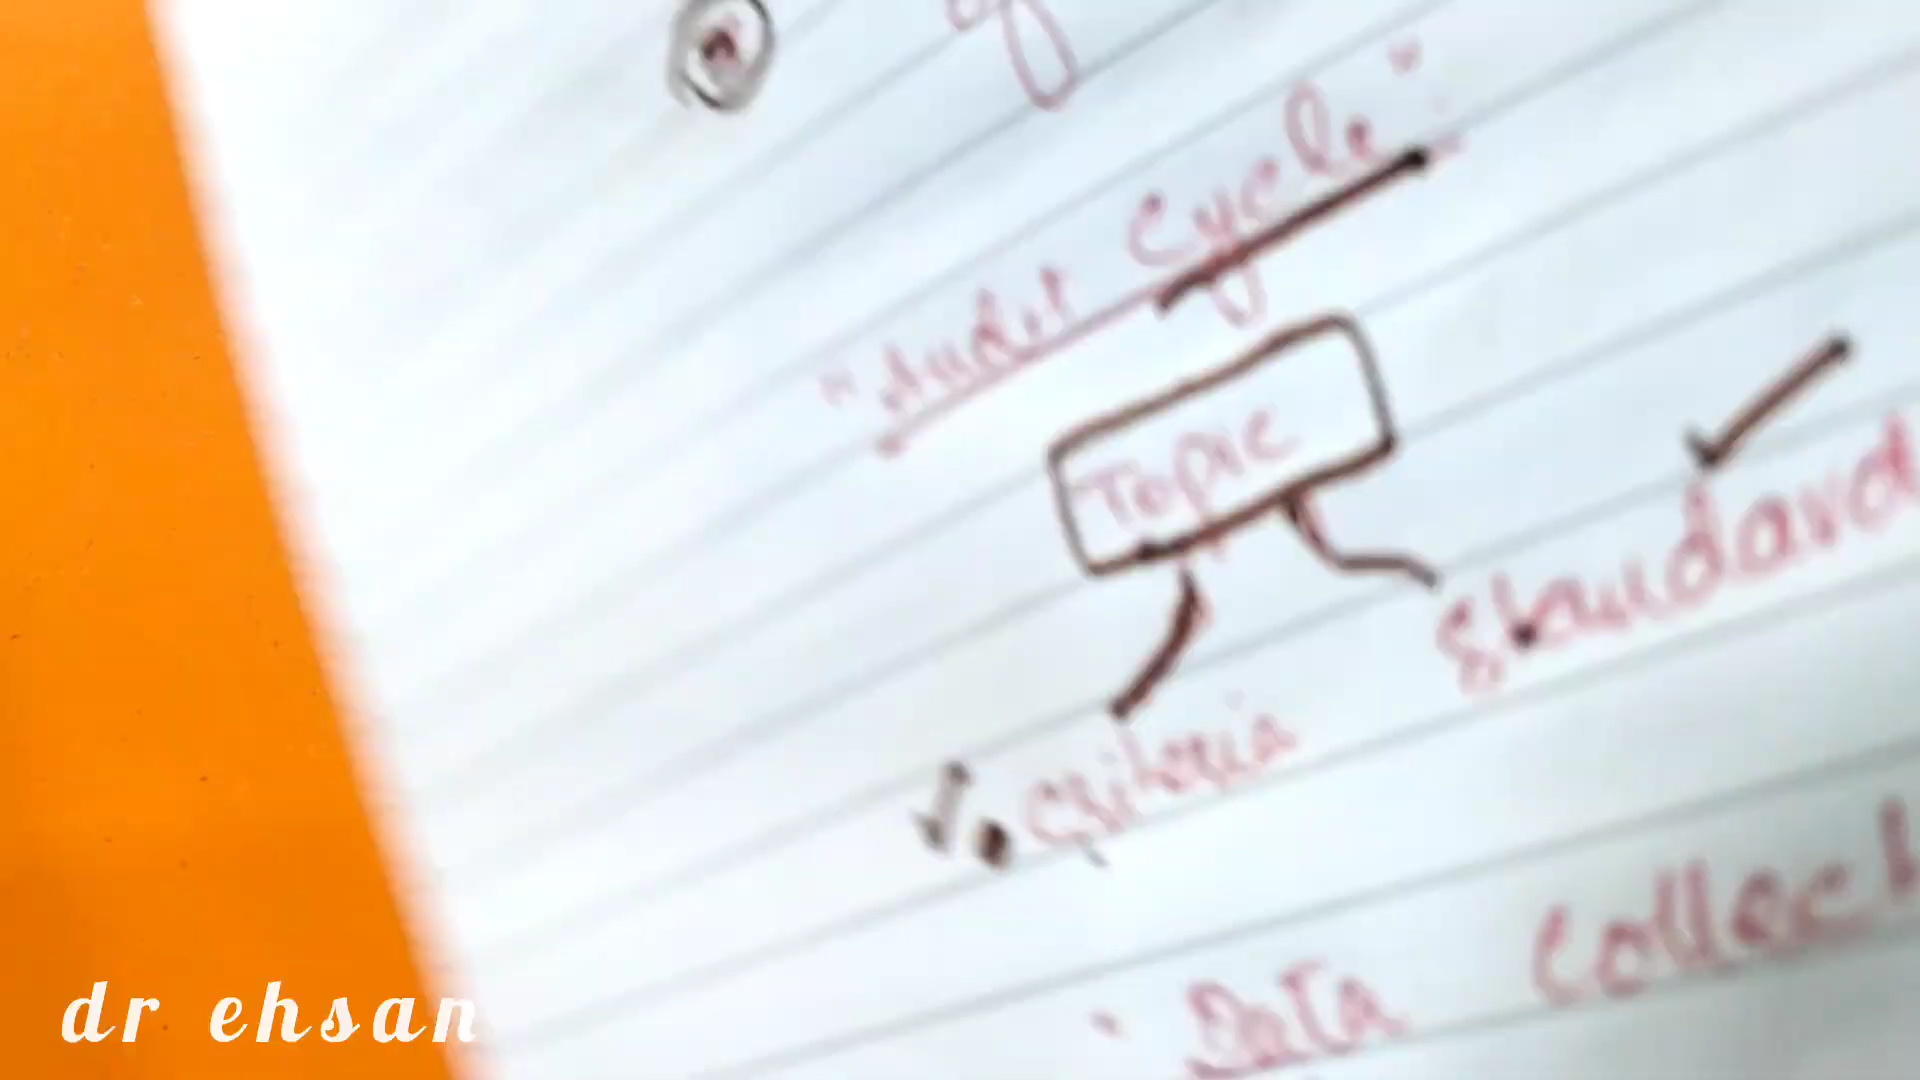 "Audit Cycle"
Topic
Standard
Criteria
Data Collect
dr ehsan